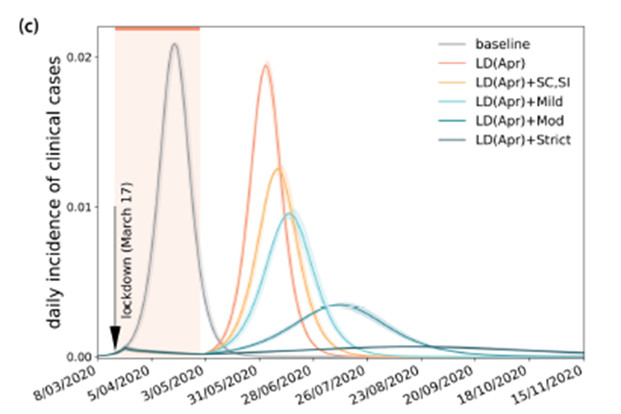 (c)
daily incidence of clinical cases
0.02
0.01
0.00
lockdown (March 17)
baseline
LD(Apr)
LD(Apr)+SC,SI
LD(Apr)+Mild
LD(Apr)+Mod
LD(Apr)+Strict
8/03/2020
5/04/2020
3/05/2020
31/05/2020
28/06/2020
26/07/2020
23/08/2020
20/09/2020
18/10/2020
15/11/2020